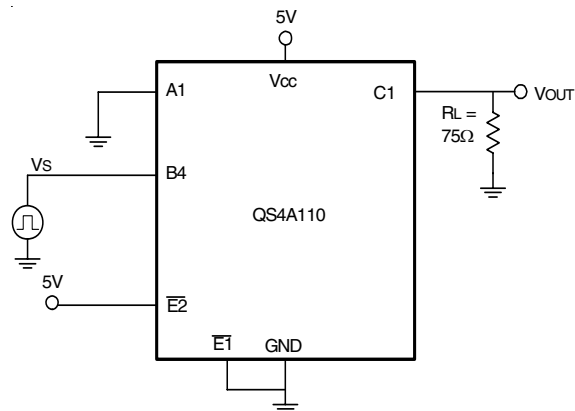 5V
Vcc
A1
C1
VOUT
RL =
75Ω
VS
B4
QS4A110
5V
E2
E1
GND